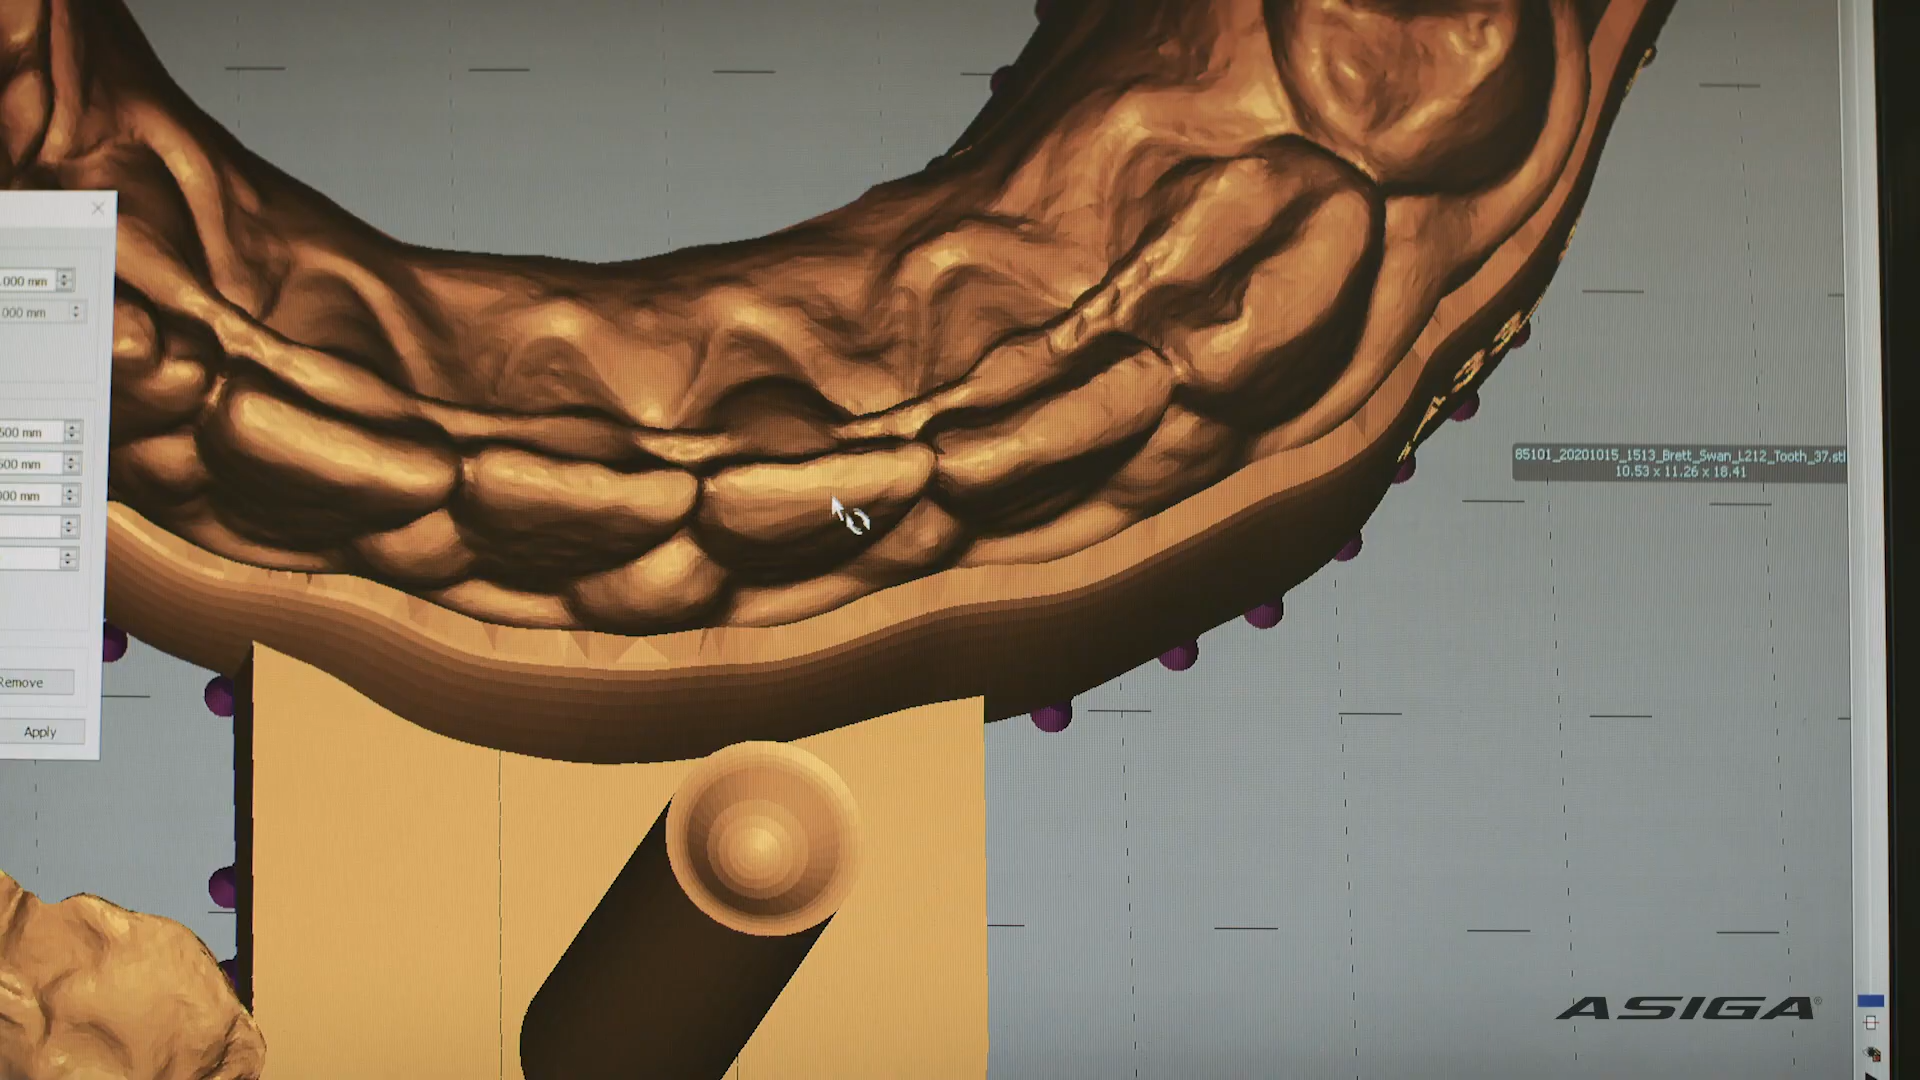 .000 mm
000 mm
500 mm
500 mm
000 mm
Remove
Apply
85101_20201015_1513_Brett_Swan_L212_Tooth_37.stl
10.53 x 11.26 x 18.41
ASIGA®